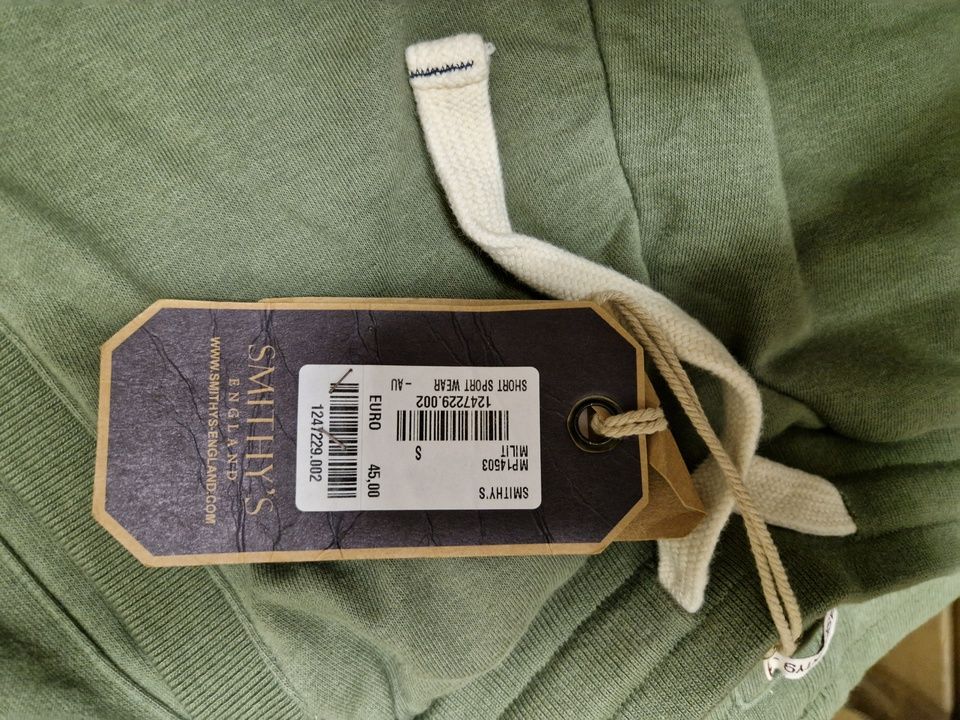 SMITHY'S
ENGLAND
WWW.SMITHYS-ENGLAND.COM
SMITHY'S
MP14603
MILIT S
1247229.002
SHORT SPORT WEAR - AU
EURO 45,00
1247229.002